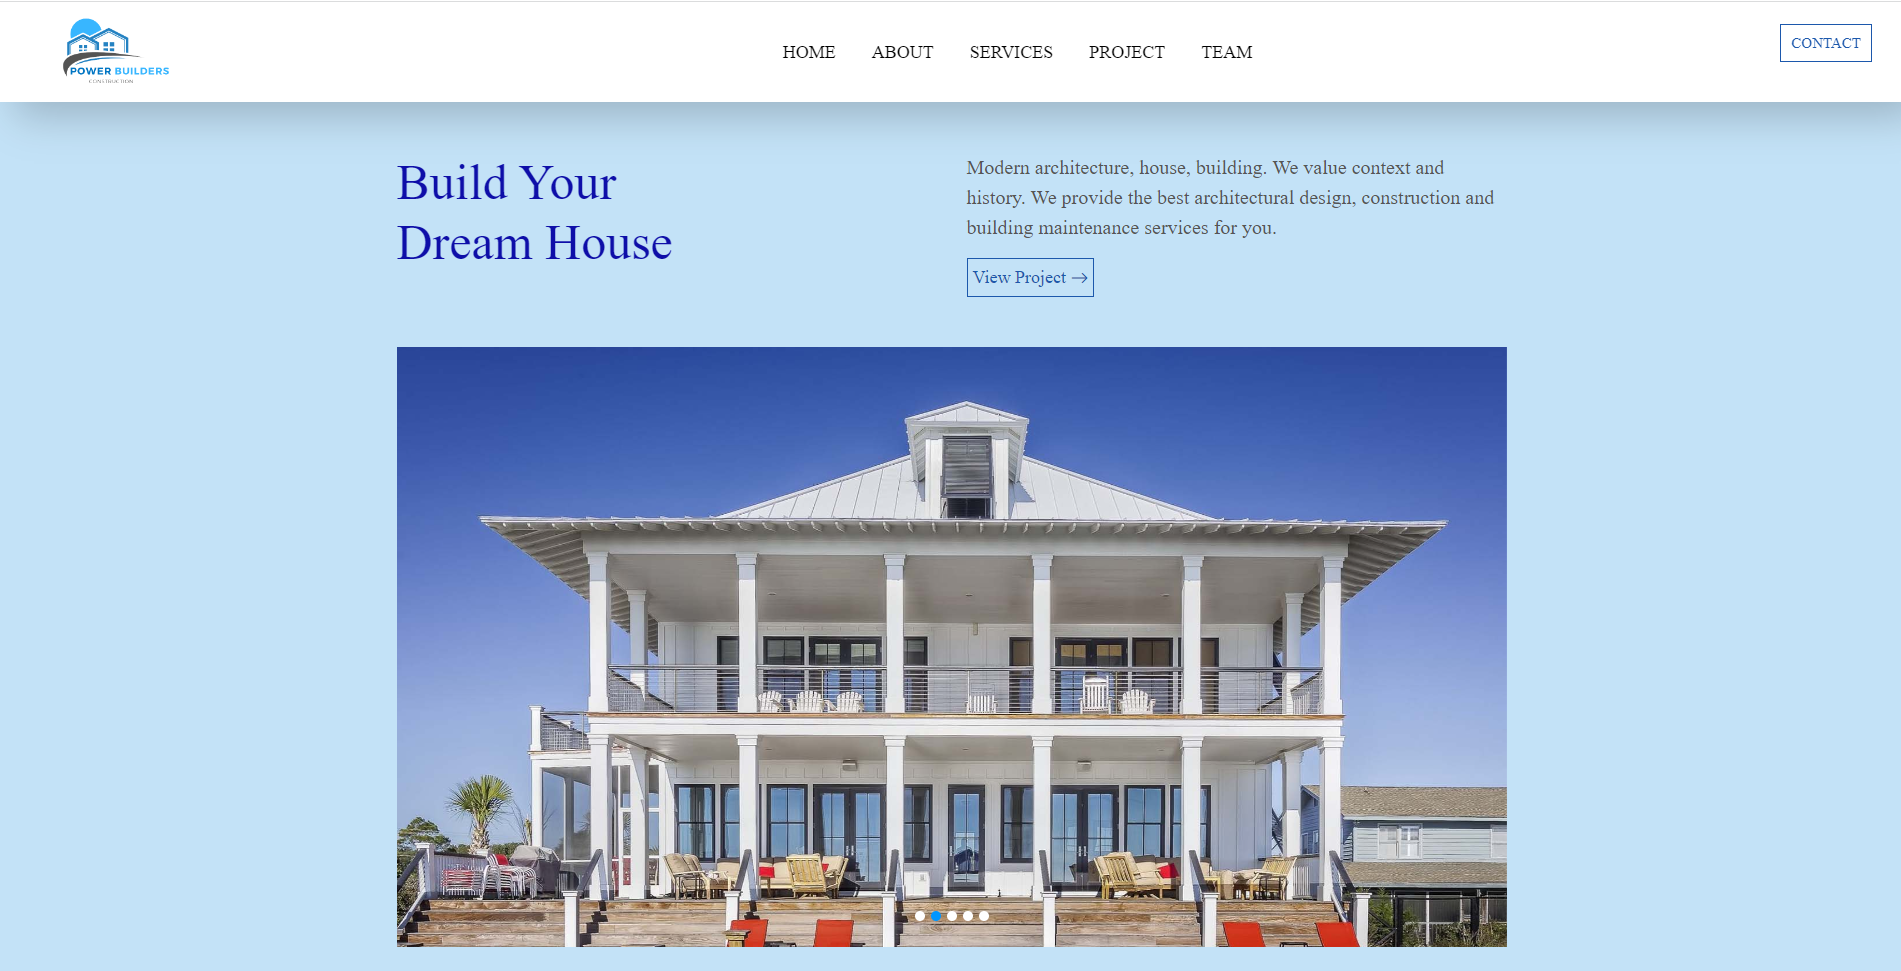 POWER BUILDERS
CONSTRUCTION
HOME ABOUT SERVICES PROJECT TEAM
CONTACT
Build Your
Dream House
Modern architecture, house, building. We value context and
history. We provide the best architectural design, construction and
building maintenance services for you.
View Project →